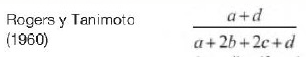 Rogers y Tanimoto
(1960)
a+d
a+2b+2c+d